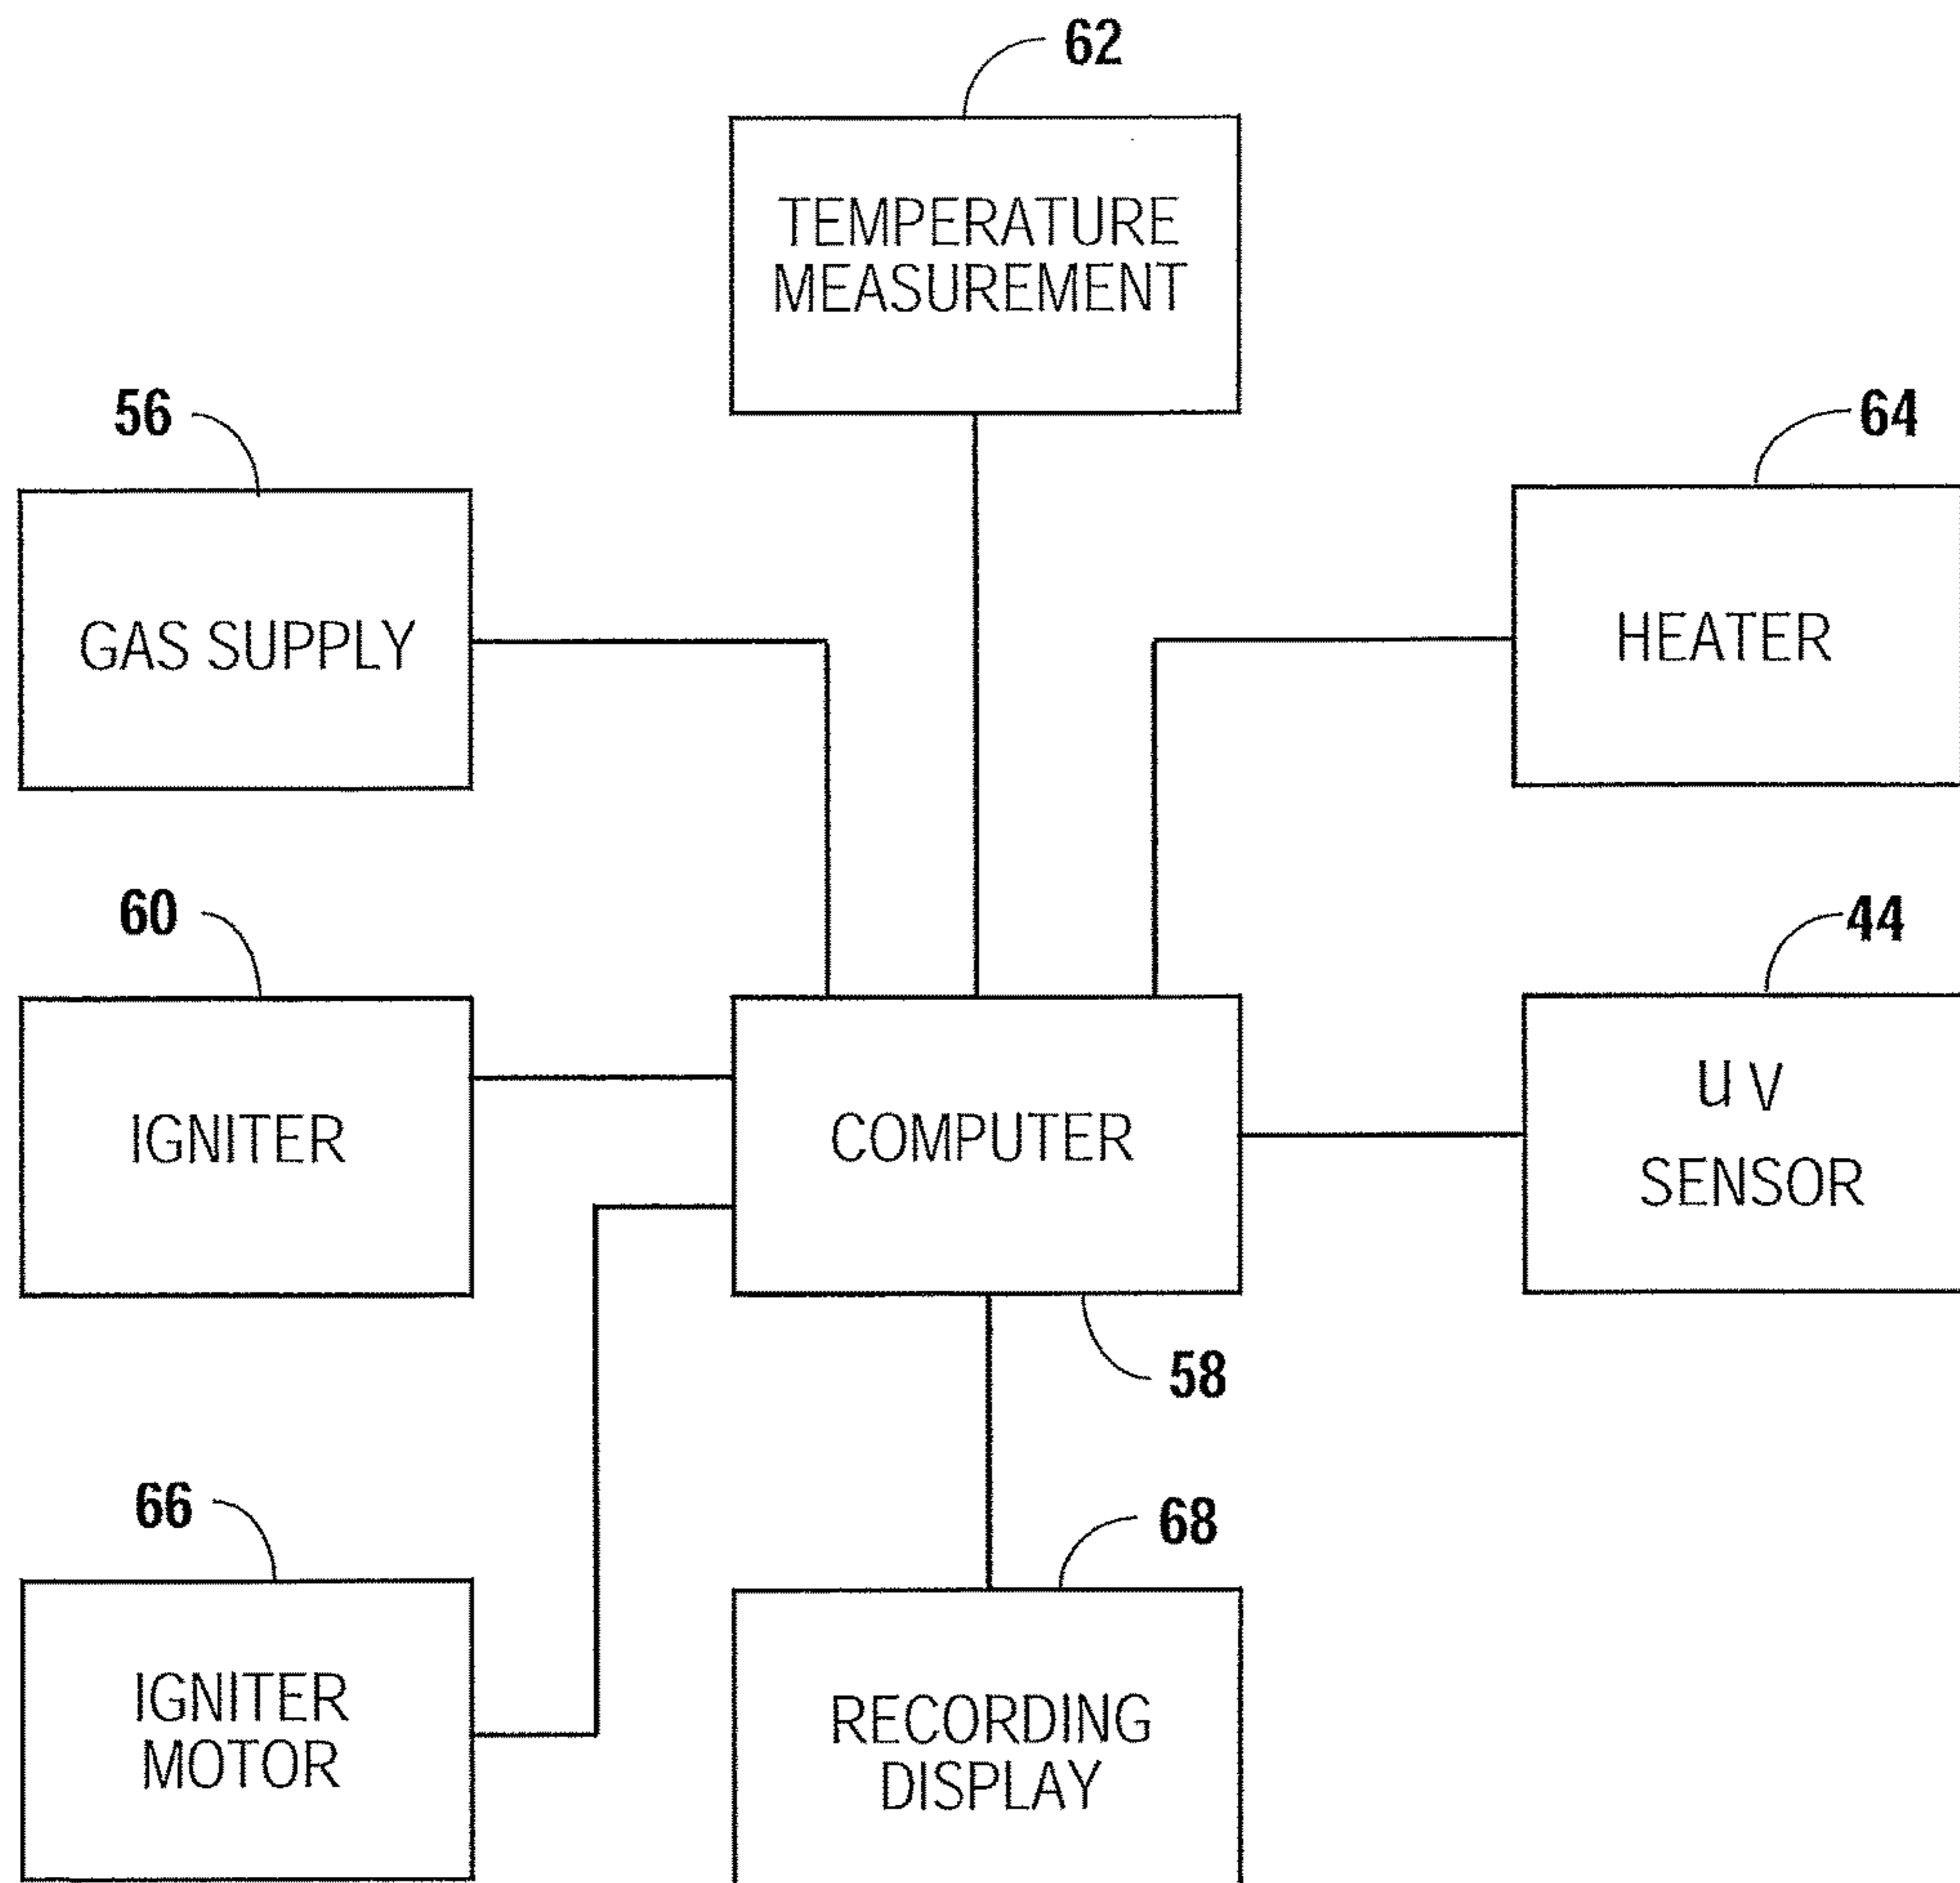 62
TEMPERATURE
MEASUREMENT
56
GAS SUPPLY
64
HEATER
60
IGNITER
COMPUTER
58
44
U V
SENSOR
66
IGNITER
MOTOR
68
RECORDING
DISPLAY